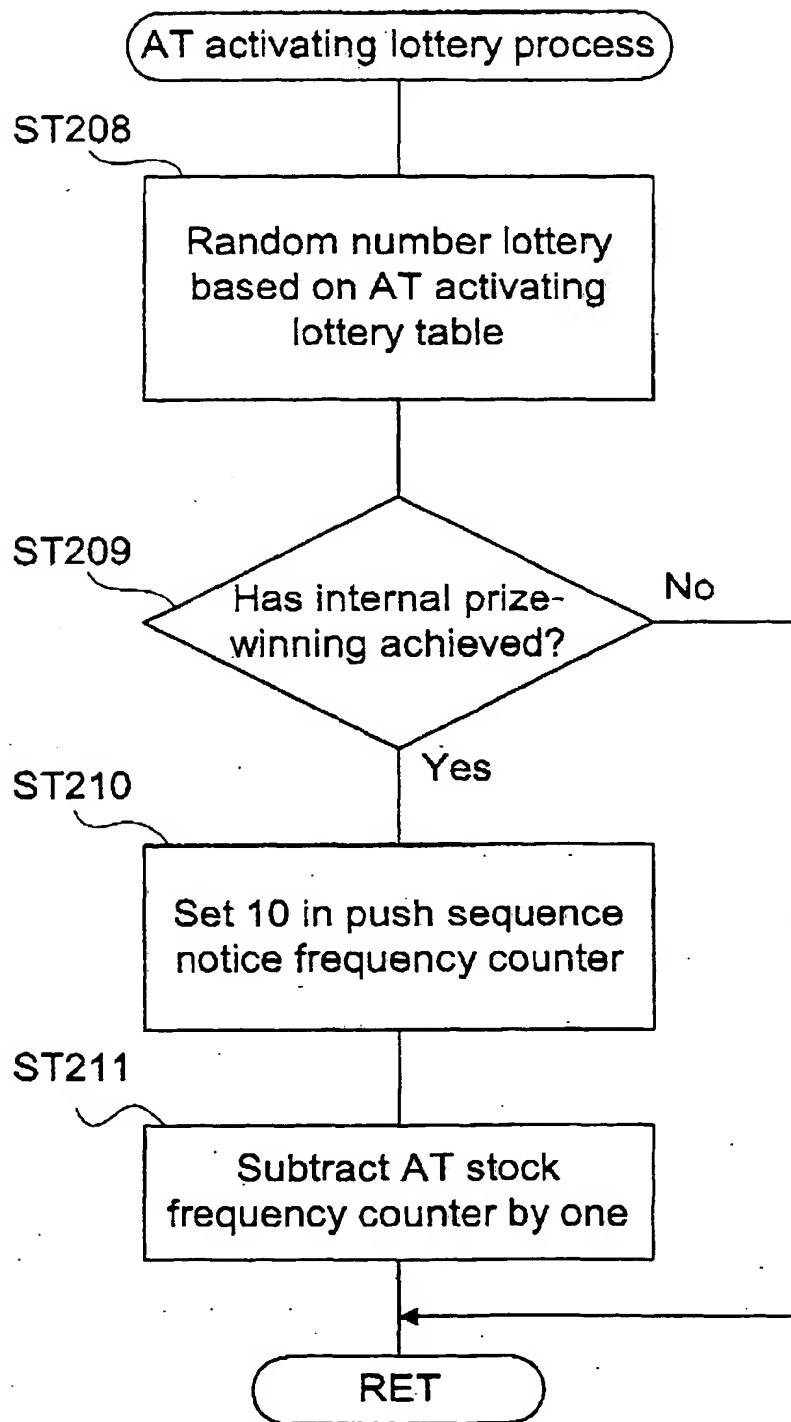 AT activating lottery process
ST208
Random number lottery
based on AT activating
lottery table
ST209
Has internal prize-
winning achieved?
No
Yes
ST210
Set 10 in push sequence
notice frequency counter
ST211
Subtract AT stock
frequency counter by one
RET